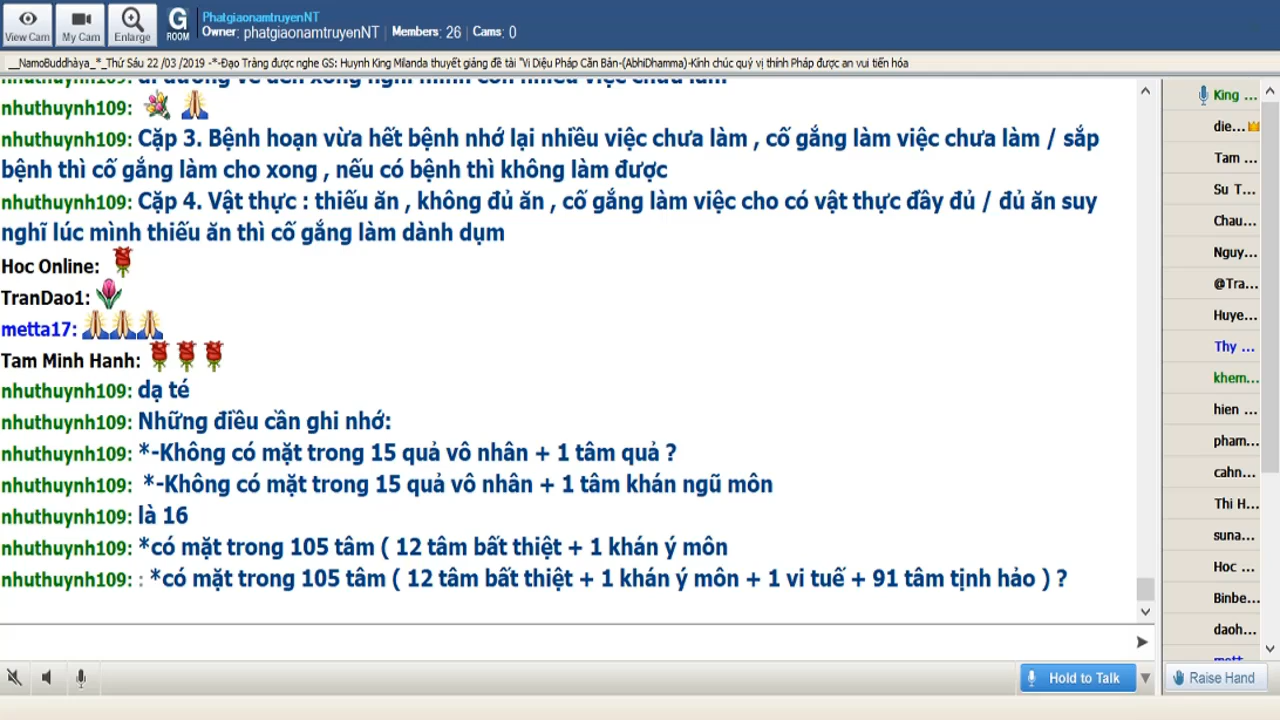 View Cam
My Cam
Enlarge
G
ROOM
PhatgiaonamtruyenNT
Owner: phatgiaonamtruyenNT | Members: 26 | Cams: 0
__NamoBuddhàya_*_Thứ Sáu 22 /03 /2019 -*-Đạo Tràng được nghe GS: Huynh King Milanda thuyết giảng đề tài "Vi Diệu Pháp Căn Bản-(AbhiDhamma)-Kính chúc quý vị thính Pháp được an vui tiến hóa
nhuthuynh109:
nhuthuynh109: Cặp 3. Bệnh hoạn vừa hết bệnh nhớ lại nhiều việc chưa làm , cố gắng làm việc chưa làm / sắp
bệnh thì cố gắng làm cho xong , nếu có bệnh thì không làm được
nhuthuynh109: Cặp 4. Vật thực : thiếu ăn , không đủ ăn , cố gắng làm việc cho có vật thực đầy đủ / đủ ăn suy
nghĩ lúc mình thiếu ăn thì cố gắng làm dành dụm
Hoc Online:
TranDao1:
metta17:
Tam Minh Hanh:
nhuthuynh109: dạ té
nhuthuynh109: Những điều cần ghi nhớ:
nhuthuynh109: *-Không có mặt trong 15 quả vô nhân + 1 tâm quả ?
nhuthuynh109: *-Không có mặt trong 15 quả vô nhân + 1 tâm khán ngũ môn
nhuthuynh109: là 16
nhuthuynh109: *có mặt trong 105 tâm ( 12 tâm bất thiệt + 1 khán ý môn
nhuthuynh109: : *có mặt trong 105 tâm ( 12 tâm bất thiệt + 1 khán ý môn + 1 vi tuế + 91 tâm tịnh hảo ) ?
King ...
die...
Tam ...
Su T...
Chau...
Nguy...
@Tra...
Huye...
Thy ...
khem...
hien ...
pham...
cahn...
Thi H...
suna...
Hoc ...
Binbe...
daoh...
Hold to Talk
Raise Hand